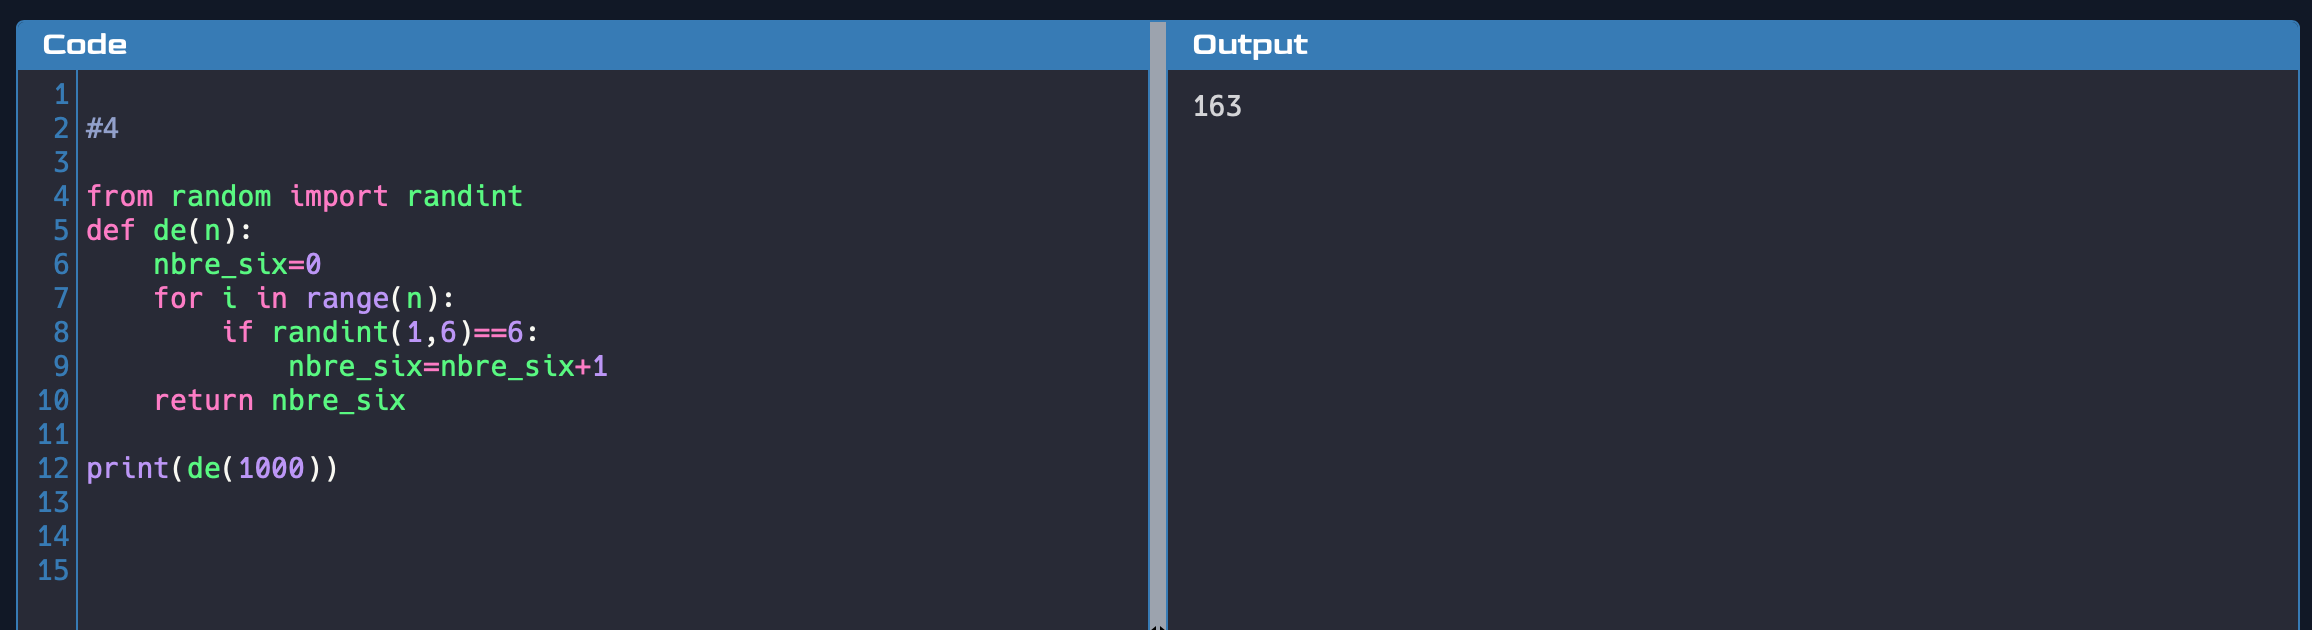 Code
1
2 #4
3
4 from random import randint
5 def de(n):
6     nbre_six=0
7     for i in range(n):
8         if randint(1,6)==6:
9             nbre_six=nbre_six+1
10     return nbre_six
11
12 print(de(1000))
13
14
15
Output
163